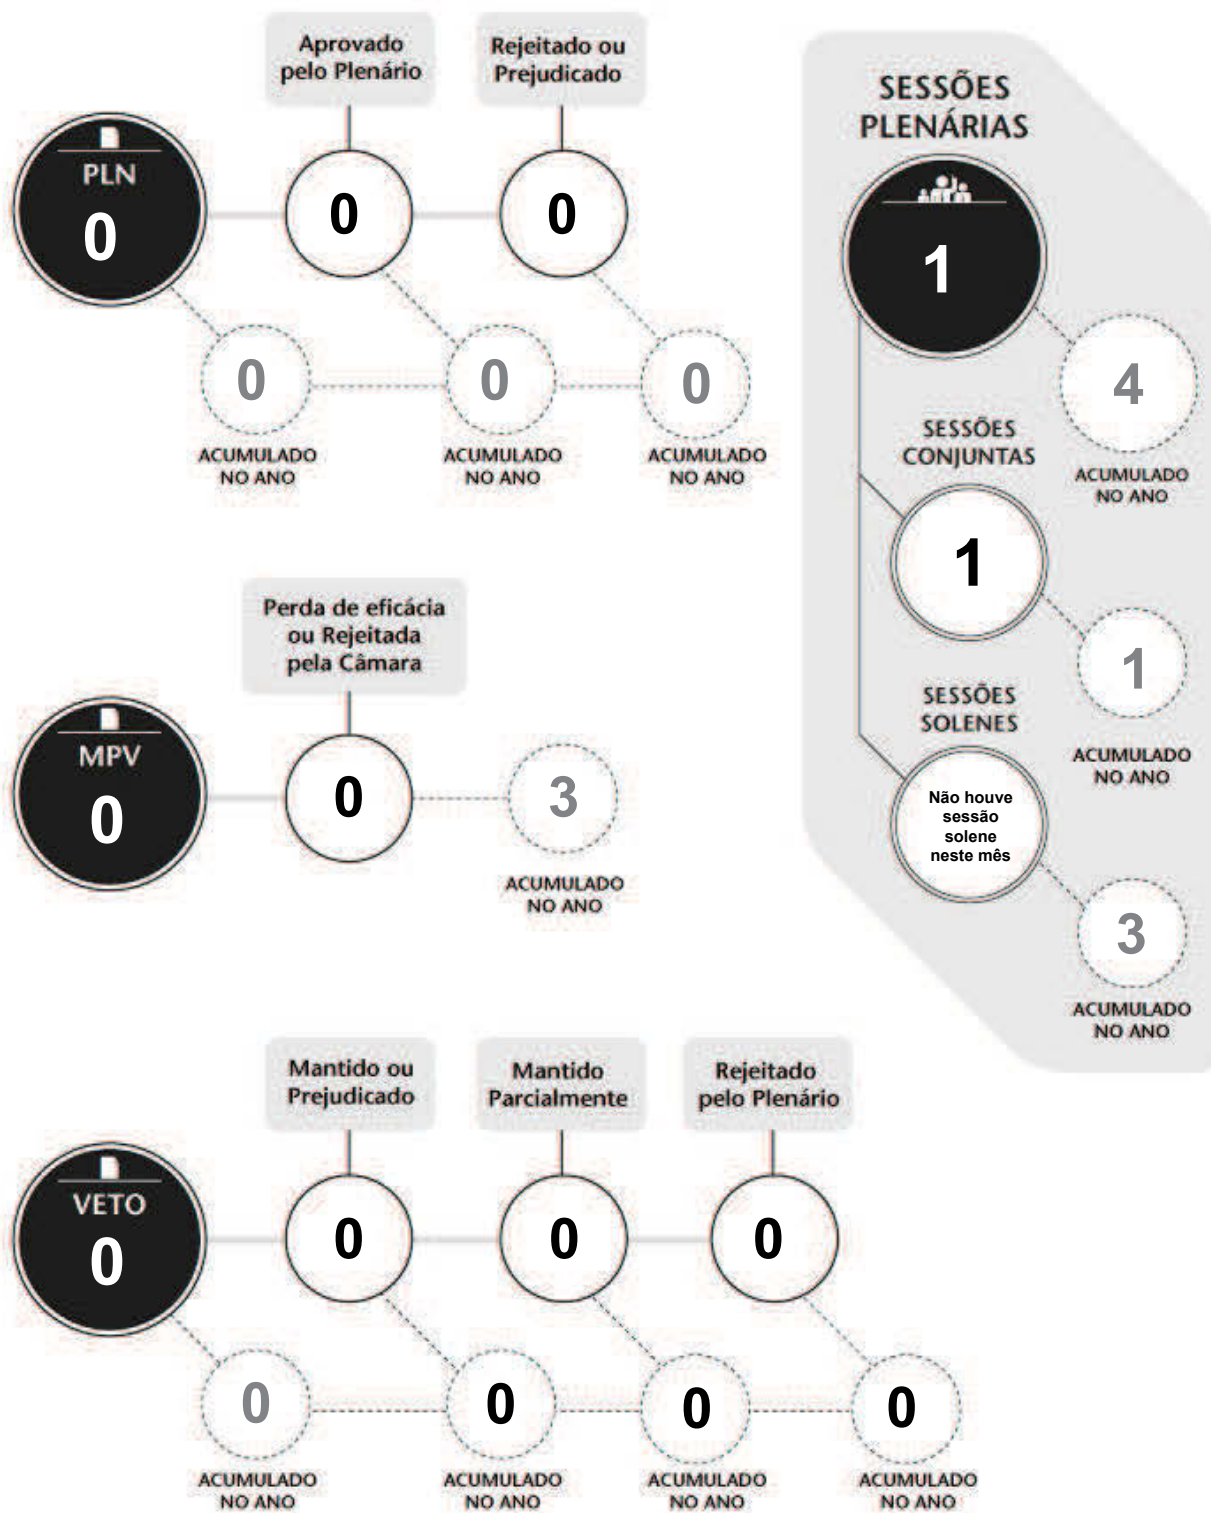 Aprovado
pelo Plenário
Rejeitado ou
Prejudicado
PLN
0
0
0
0
0
0
ACUMULADO
NO ANO
ACUMULADO
NO ANO
ACUMULADO
NO ANO
Perda de eficácia
ou Rejeitada
pela Câmara
MPV
0
0
3
ACUMULADO
NO ANO
Mantido ou
Prejudicado
Mantido
Parcialmente
Rejeitado
pelo Plenário
VETO
0
0
0
0
0
0
0
0
ACUMULADO
NO ANO
ACUMULADO
NO ANO
ACUMULADO
NO ANO
ACUMULADO
NO ANO
SESSÕES
PLENÁRIAS
1
4
ACUMULADO
NO ANO
SESSÕES
CONJUNTAS
1
1
ACUMULADO
NO ANO
SESSÕES
SOLENES
Não houve
sessão
solene
neste mês
3
ACUMULADO
NO ANO